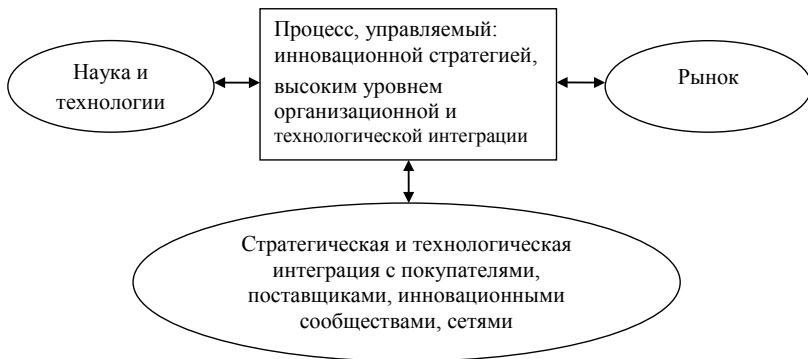 Наука и
технологии
Процесс, управляемый:
инновационной стратегией,
высоким уровнем
организационной и
технологической интеграции
Рынок
Стратегическая и технологическая
интеграция с покупателями,
поставщиками, инновационными
сообществами, сетями